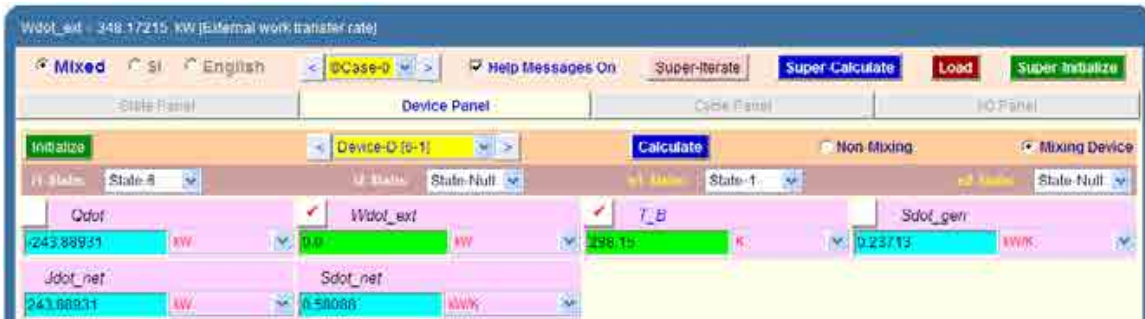 Wdot_ext = 348.17215 kW [External work transfer rate]
Mixed SI English < ©Case-0 > Help Messages On Super-Iterate Super-Calculate Load Super-Initialize
State Panel Device Panel Cycle Panel I/O Panel
Initialize < Device-D [6-1] > Calculate Non-Mixing Mixing Device
i1-State: State-6 i2-State: State-Null e1-State: State-1 e2-State: State-Null
Qdot Wdot_ext T_B Sdot_gen
-243.88931 kW 0.0 kW 298.15 K 0.23713 kW/K
Jdot_net Sdot_net
243.88931 kW 0.58088 kW/K